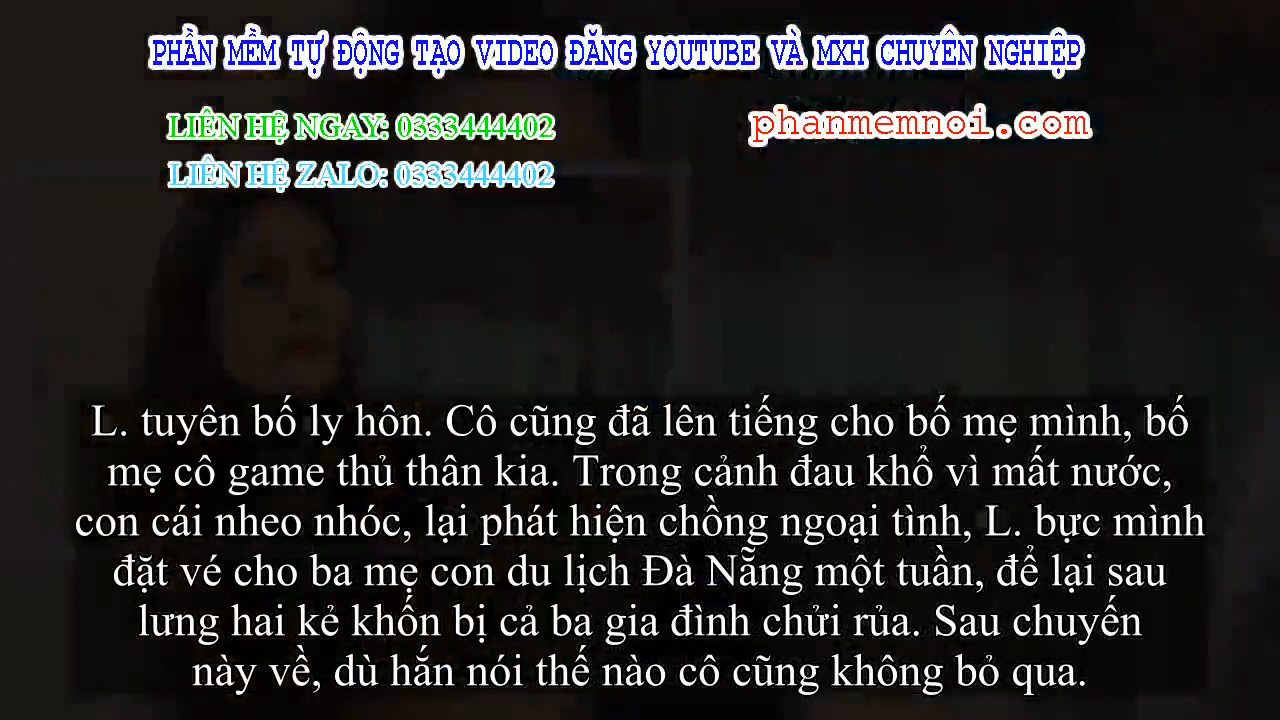 PHẦN MỀM TỰ ĐỘNG TẠO VIDEO ĐĂNG YOUTUBE VÀ MXH CHUYÊN NGHIỆP
LIÊN HỆ NGAY: 0333444402
phanmemnoi.com
LIÊN HỆ ZALO: 0333444402
L. tuyên bố ly hôn. Cô cũng đã lên tiếng cho bố mẹ mình, bố
mẹ cô game thủ thân kia. Trong cảnh đau khổ vì mất nước,
con cái nheo nhóc, lại phát hiện chồng ngoại tình, L. bực mình
đặt vé cho ba mẹ con du lịch Đà Nẵng một tuần, để lại sau
lưng hai kẻ khốn bị cả ba gia đình chửi rủa. Sau chuyến
này về, dù hắn nói thế nào cô cũng không bỏ qua.